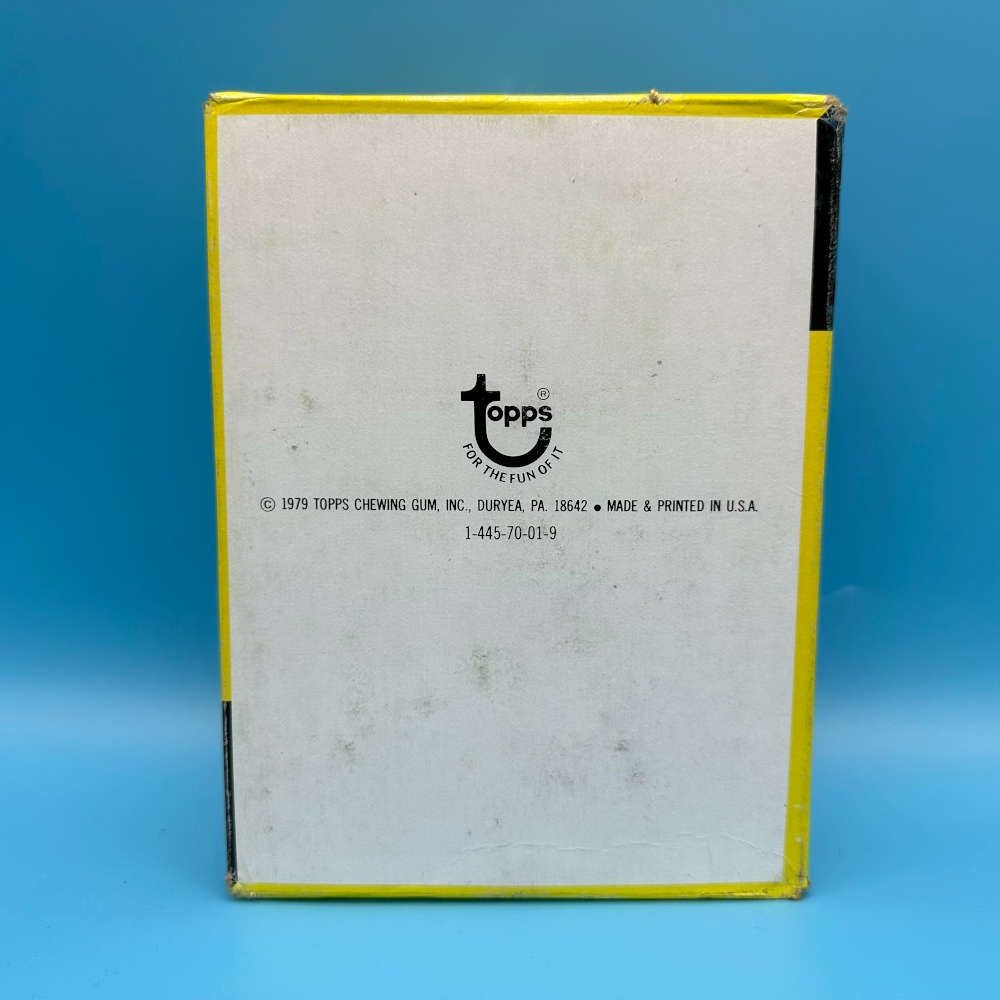 topps ®
FOR THE FUN OF IT
© 1979 TOPPS CHEWING GUM, INC., DURYEA, PA. 18642 ● MADE & PRINTED IN U.S.A.
1-445-70-01-9